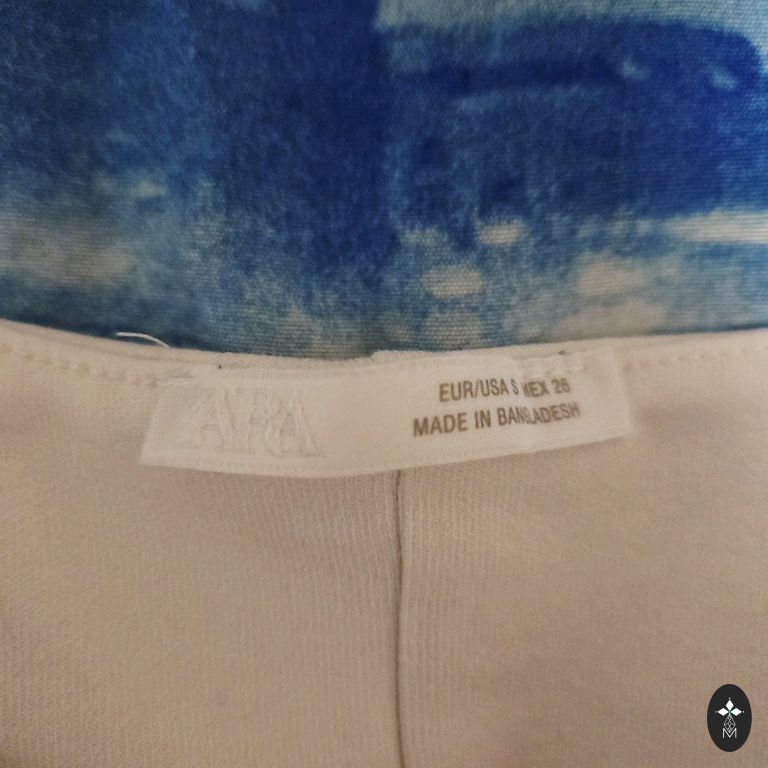 ZARA
EUR/USA S MEX 26
MADE IN BANGLADESH
M